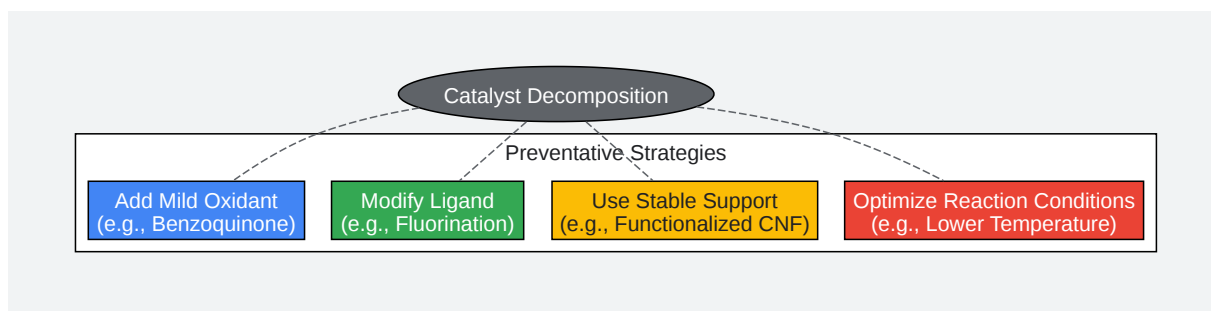 Catalyst Decomposition
Preventative Strategies
Add Mild Oxidant
(e.g., Benzoquinone)
Modify Ligand
(e.g., Fluorination)
Use Stable Support
(e.g., Functionalized CNF)
Optimize Reaction Conditions
(e.g., Lower Temperature)